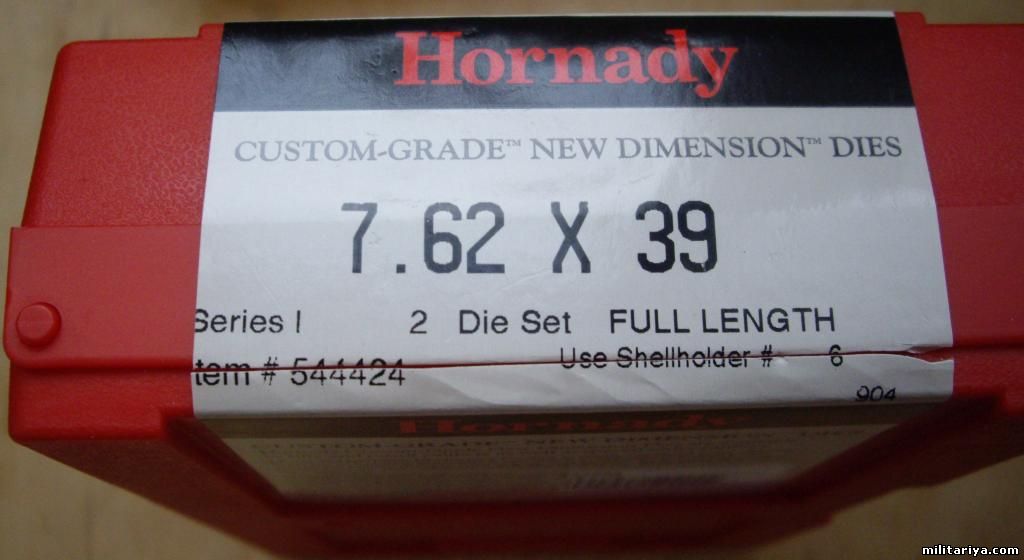 Hornady
CUSTOM-GRADE™ NEW DIMENSION™ DIES
7.62 X 39
Series I 2 Die Set FULL LENGTH
tem # 544424 Use Shellholder # 6
904
Hornady
militariya.com